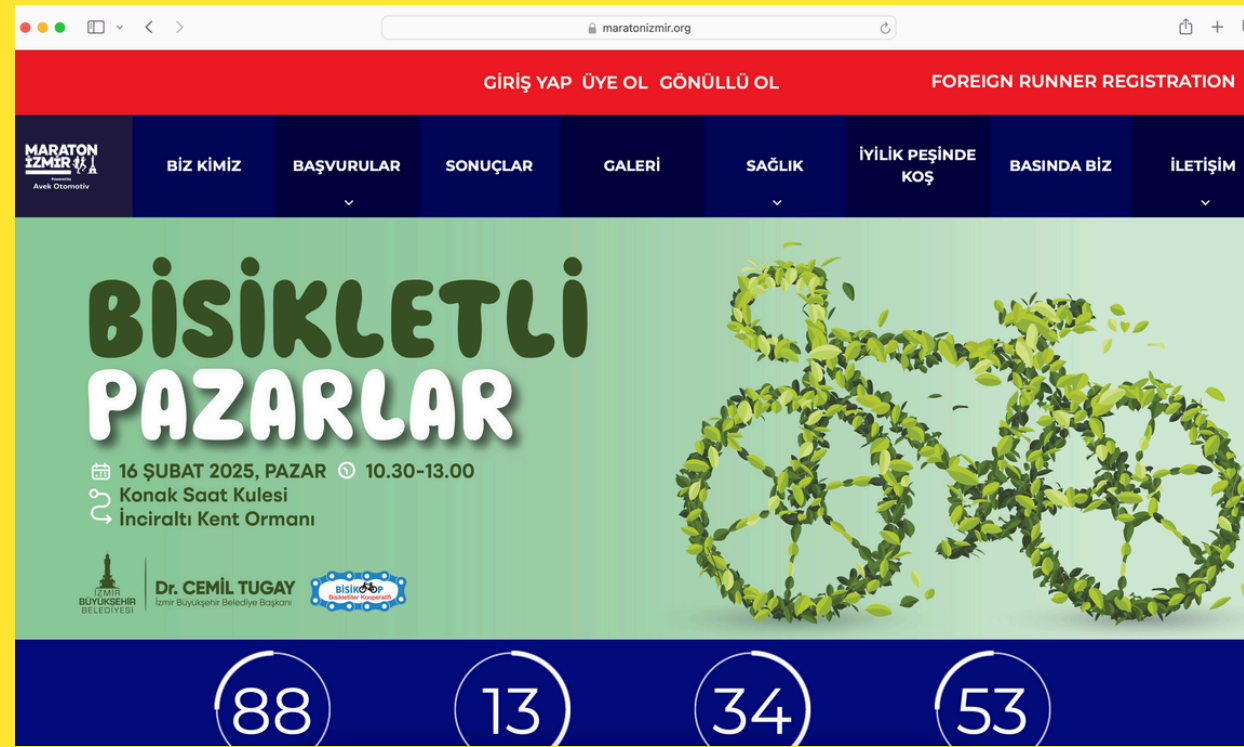 maratonizmir.org
GİRİŞ YAP ÜYE OL GÖNÜLLÜ OL FOREIGN RUNNER REGISTRATION
MARATON
İZMİR
Powered by
Avek Otomotiv
BİZ KİMİZ
BAŞVURULAR
SONUÇLAR
GALERİ
SAĞLIK
İYİLİK PEŞİNDE
KOŞ
BASINDA BİZ
İLETİŞİM
BİSİKLETLİ
PAZARLAR
16 ŞUBAT 2025, PAZAR 10.30-13.00
Konak Saat Kulesi
İnciraltı Kent Ormanı
İZMİR
BÜYÜKŞEHİR
BELEDİYESİ
Dr. CEMİL TUGAY
İzmir Büyükşehir Belediye Başkanı
BİSİKOOP
Bisikletliler Kooperatifi
88 13 34 53